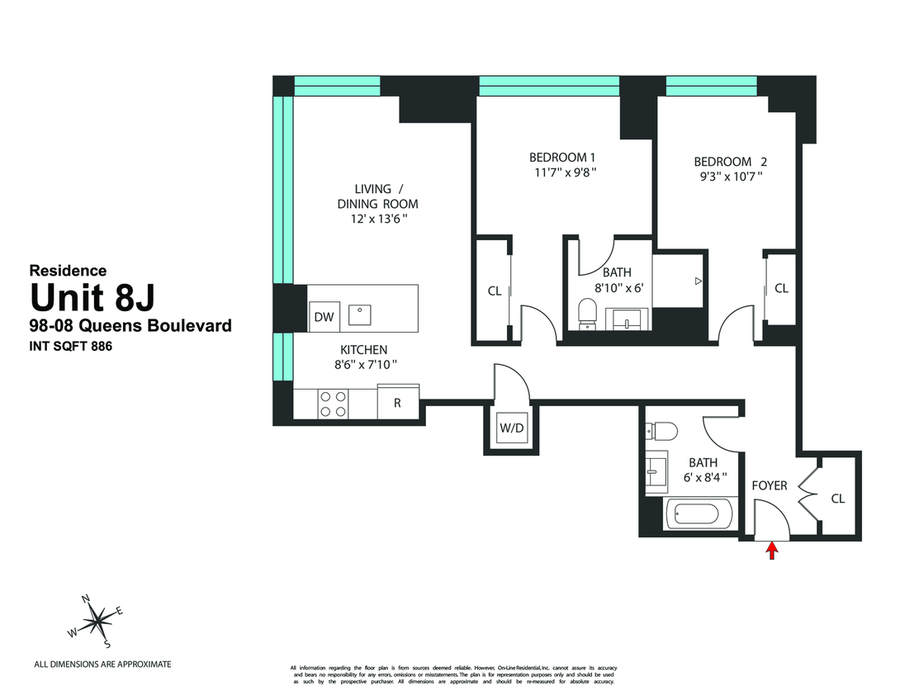 Residence
Unit 8J
98-08 Queens Boulevard
INT SQFT 886
LIVING /
DINING ROOM
12' x 13'6"
BEDROOM 1
11'7" x 9'8"
BEDROOM 2
9'3" x 10'7"
CL
BATH
8'10" x 6'
CL
DW
KITCHEN
8'6" x 7'10"
R
W/D
BATH
6' x 8'4"
FOYER
CL
N
E
W
S
ALL DIMENSIONS ARE APPROXIMATE
All information regarding the floor plan is from sources deemed reliable. However, On-Line Residential, Inc. cannot assure its accuracy
and bears no responsibility for any errors, omissions or misstatements. The plan is for representation purposes only and should be used
as such by the prospective purchaser. All dimensions are approximate and should be re-measured for absolute accuracy.